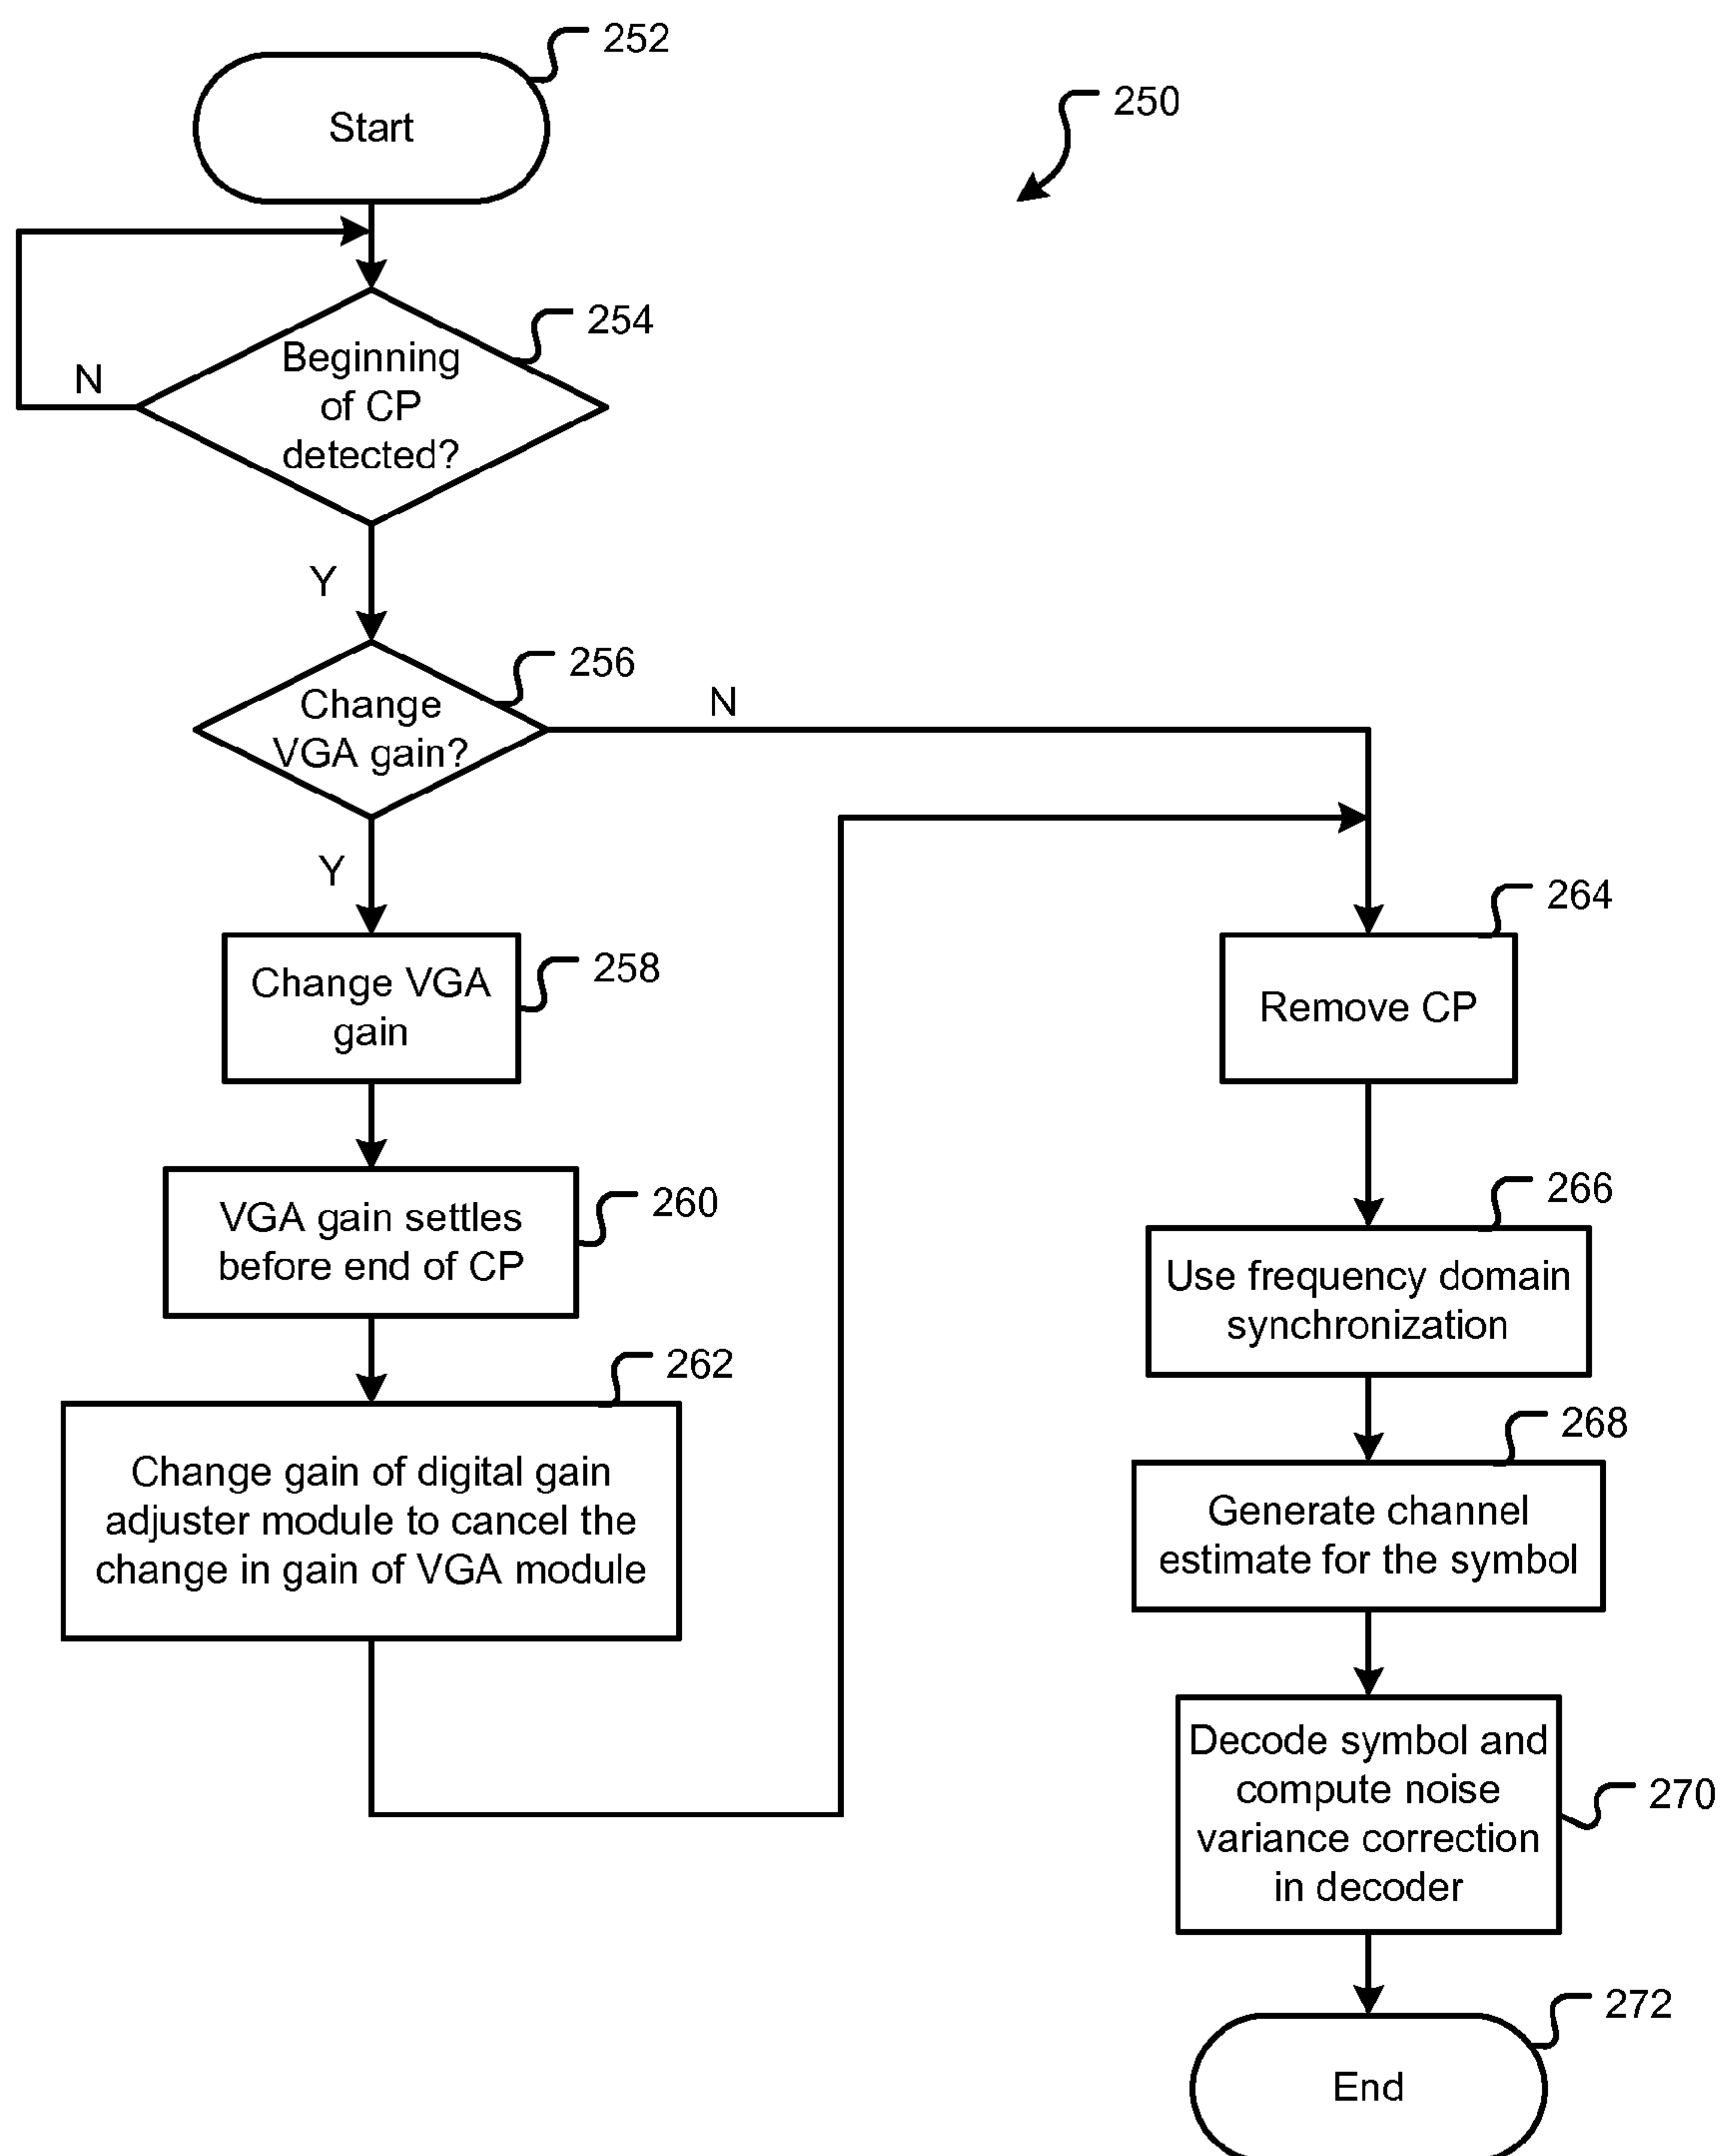 252
Start
250
254
Beginning
of CP
detected?
N
Y
256
Change
VGA gain?
N
Y
258
Change VGA
gain
260
VGA gain settles
before end of CP
262
Change gain of digital gain
adjuster module to cancel the
change in gain of VGA module
264
Remove CP
266
Use frequency domain
synchronization
268
Generate channel
estimate for the symbol
270
Decode symbol and
compute noise
variance correction
in decoder
272
End